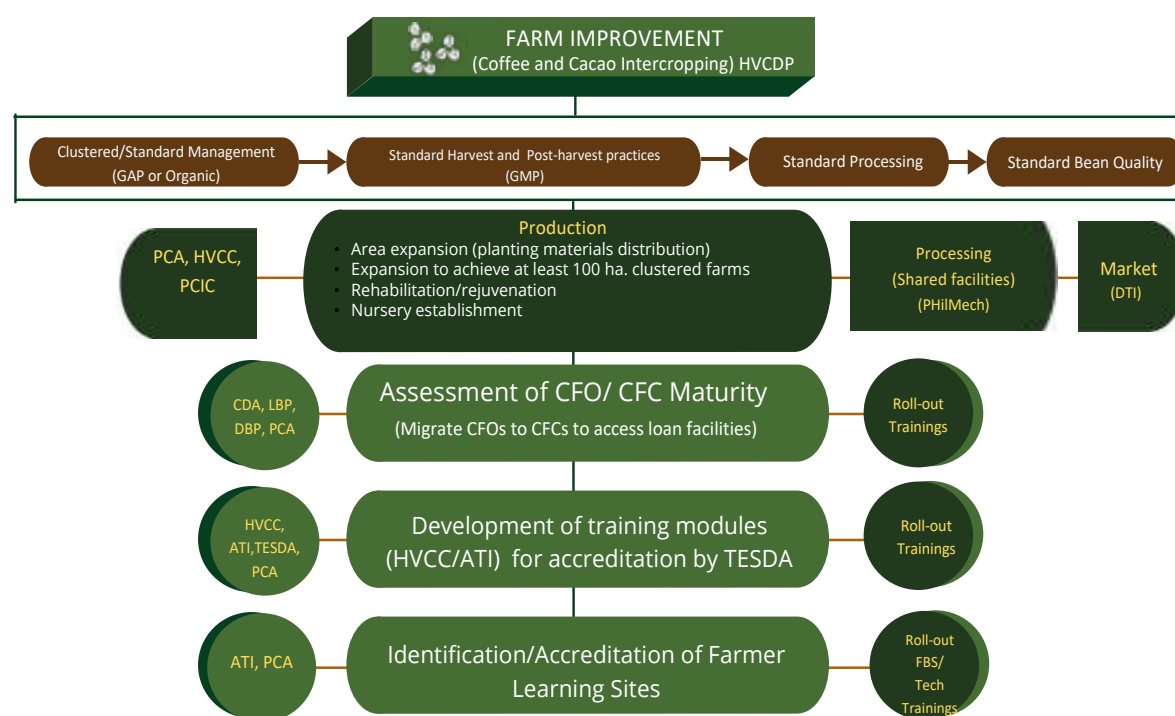 FARM IMPROVEMENT
(Coffee and Cacao Intercropping) HVCDP
Clustered/Standard Management
(GAP or Organic)
Standard Harvest and Post-harvest practices
(GMP)
Standard Processing
Standard Bean Quality
PCA, HVCC,
PCIC
Production
• Area expansion (planting materials distribution)
• Expansion to achieve at least 100 ha. clustered farms
• Rehabilitation/rejuvenation
• Nursery establishment
Processing
(Shared facilities)
(PHilMech)
Market
(DTI)
CDA, LBP,
DBP, PCA
Assessment of CFO/ CFC Maturity
(Migrate CFOs to CFCs to access loan facilities)
Roll-out
Trainings
HVCC,
ATI,TESDA,
PCA
Development of training modules
(HVCC/ATI) for accreditation by TESDA
Roll-out
Trainings
ATI, PCA
Identification/Accreditation of Farmer
Learning Sites
Roll-out
FBS/
Tech
Trainings